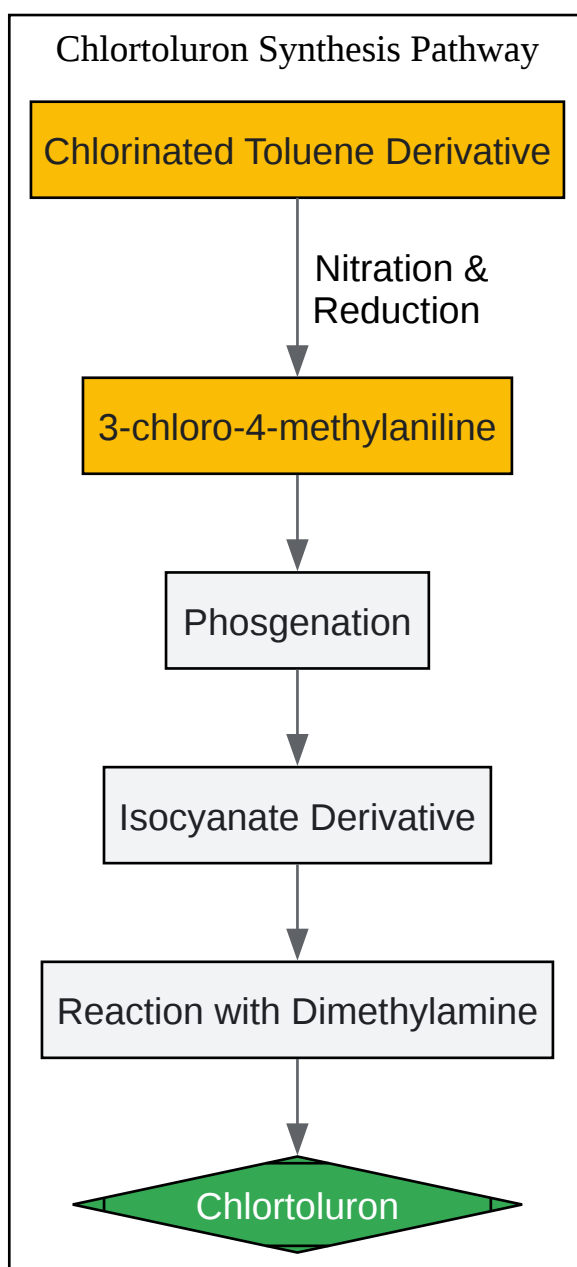 Chlortoluron Synthesis Pathway
Chlorinated Toluene Derivative
Nitration &
Reduction
3-chloro-4-methylaniline
Phosgenation
Isocyanate Derivative
Reaction with Dimethylamine
Chlortoluron